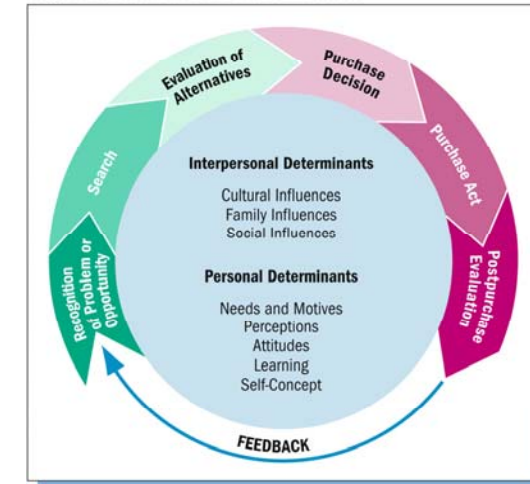 Recognition
of Problem or
Opportunity
Search
Evaluation of
Alternatives
Purchase
Decision
Purchase Act
Postpurchase
Evaluation
Interpersonal Determinants
Cultural Influences
Family Influences
Social Influences
Personal Determinants
Needs and Motives
Perceptions
Attitudes
Learning
Self-Concept
FEEDBACK